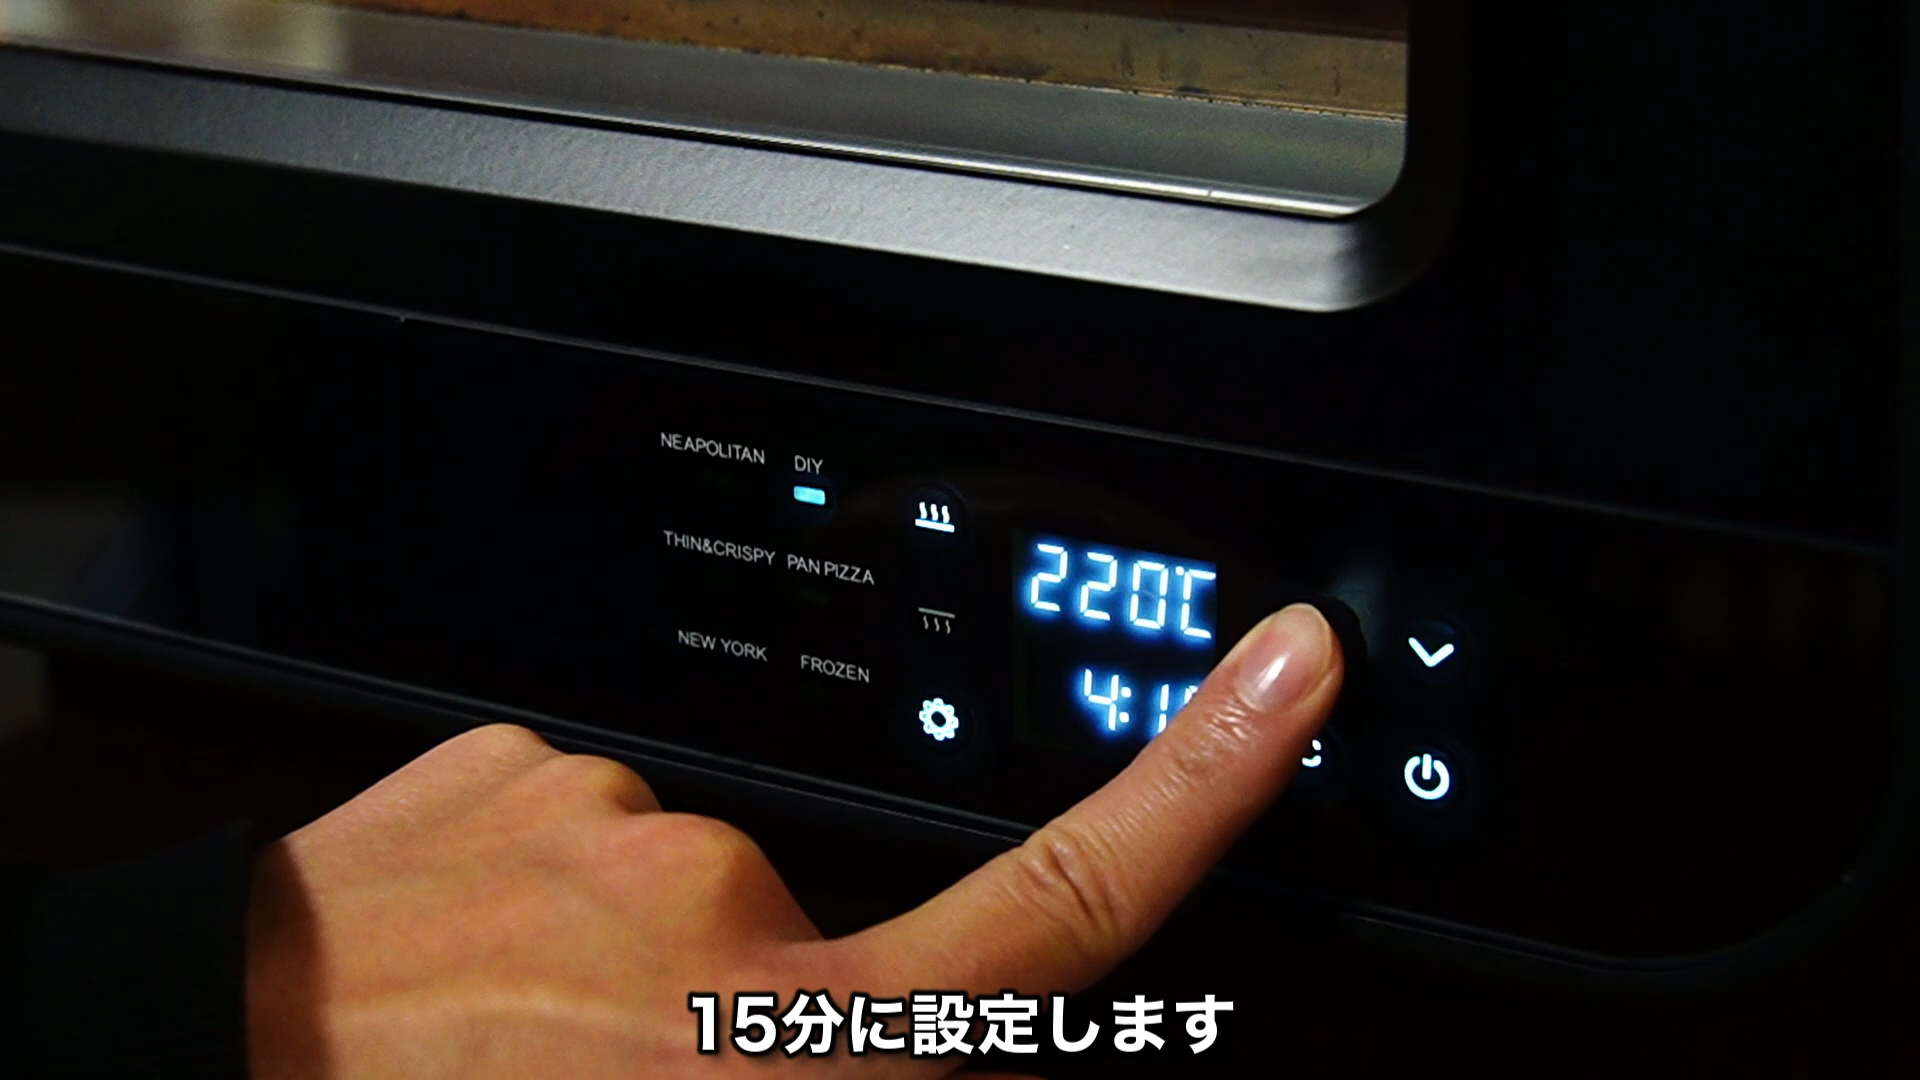 NEAPOLITAN DIY
THIN&CRISPY PAN PIZZA
NEW YORK FROZEN
220℃
4:1
15分に設定します